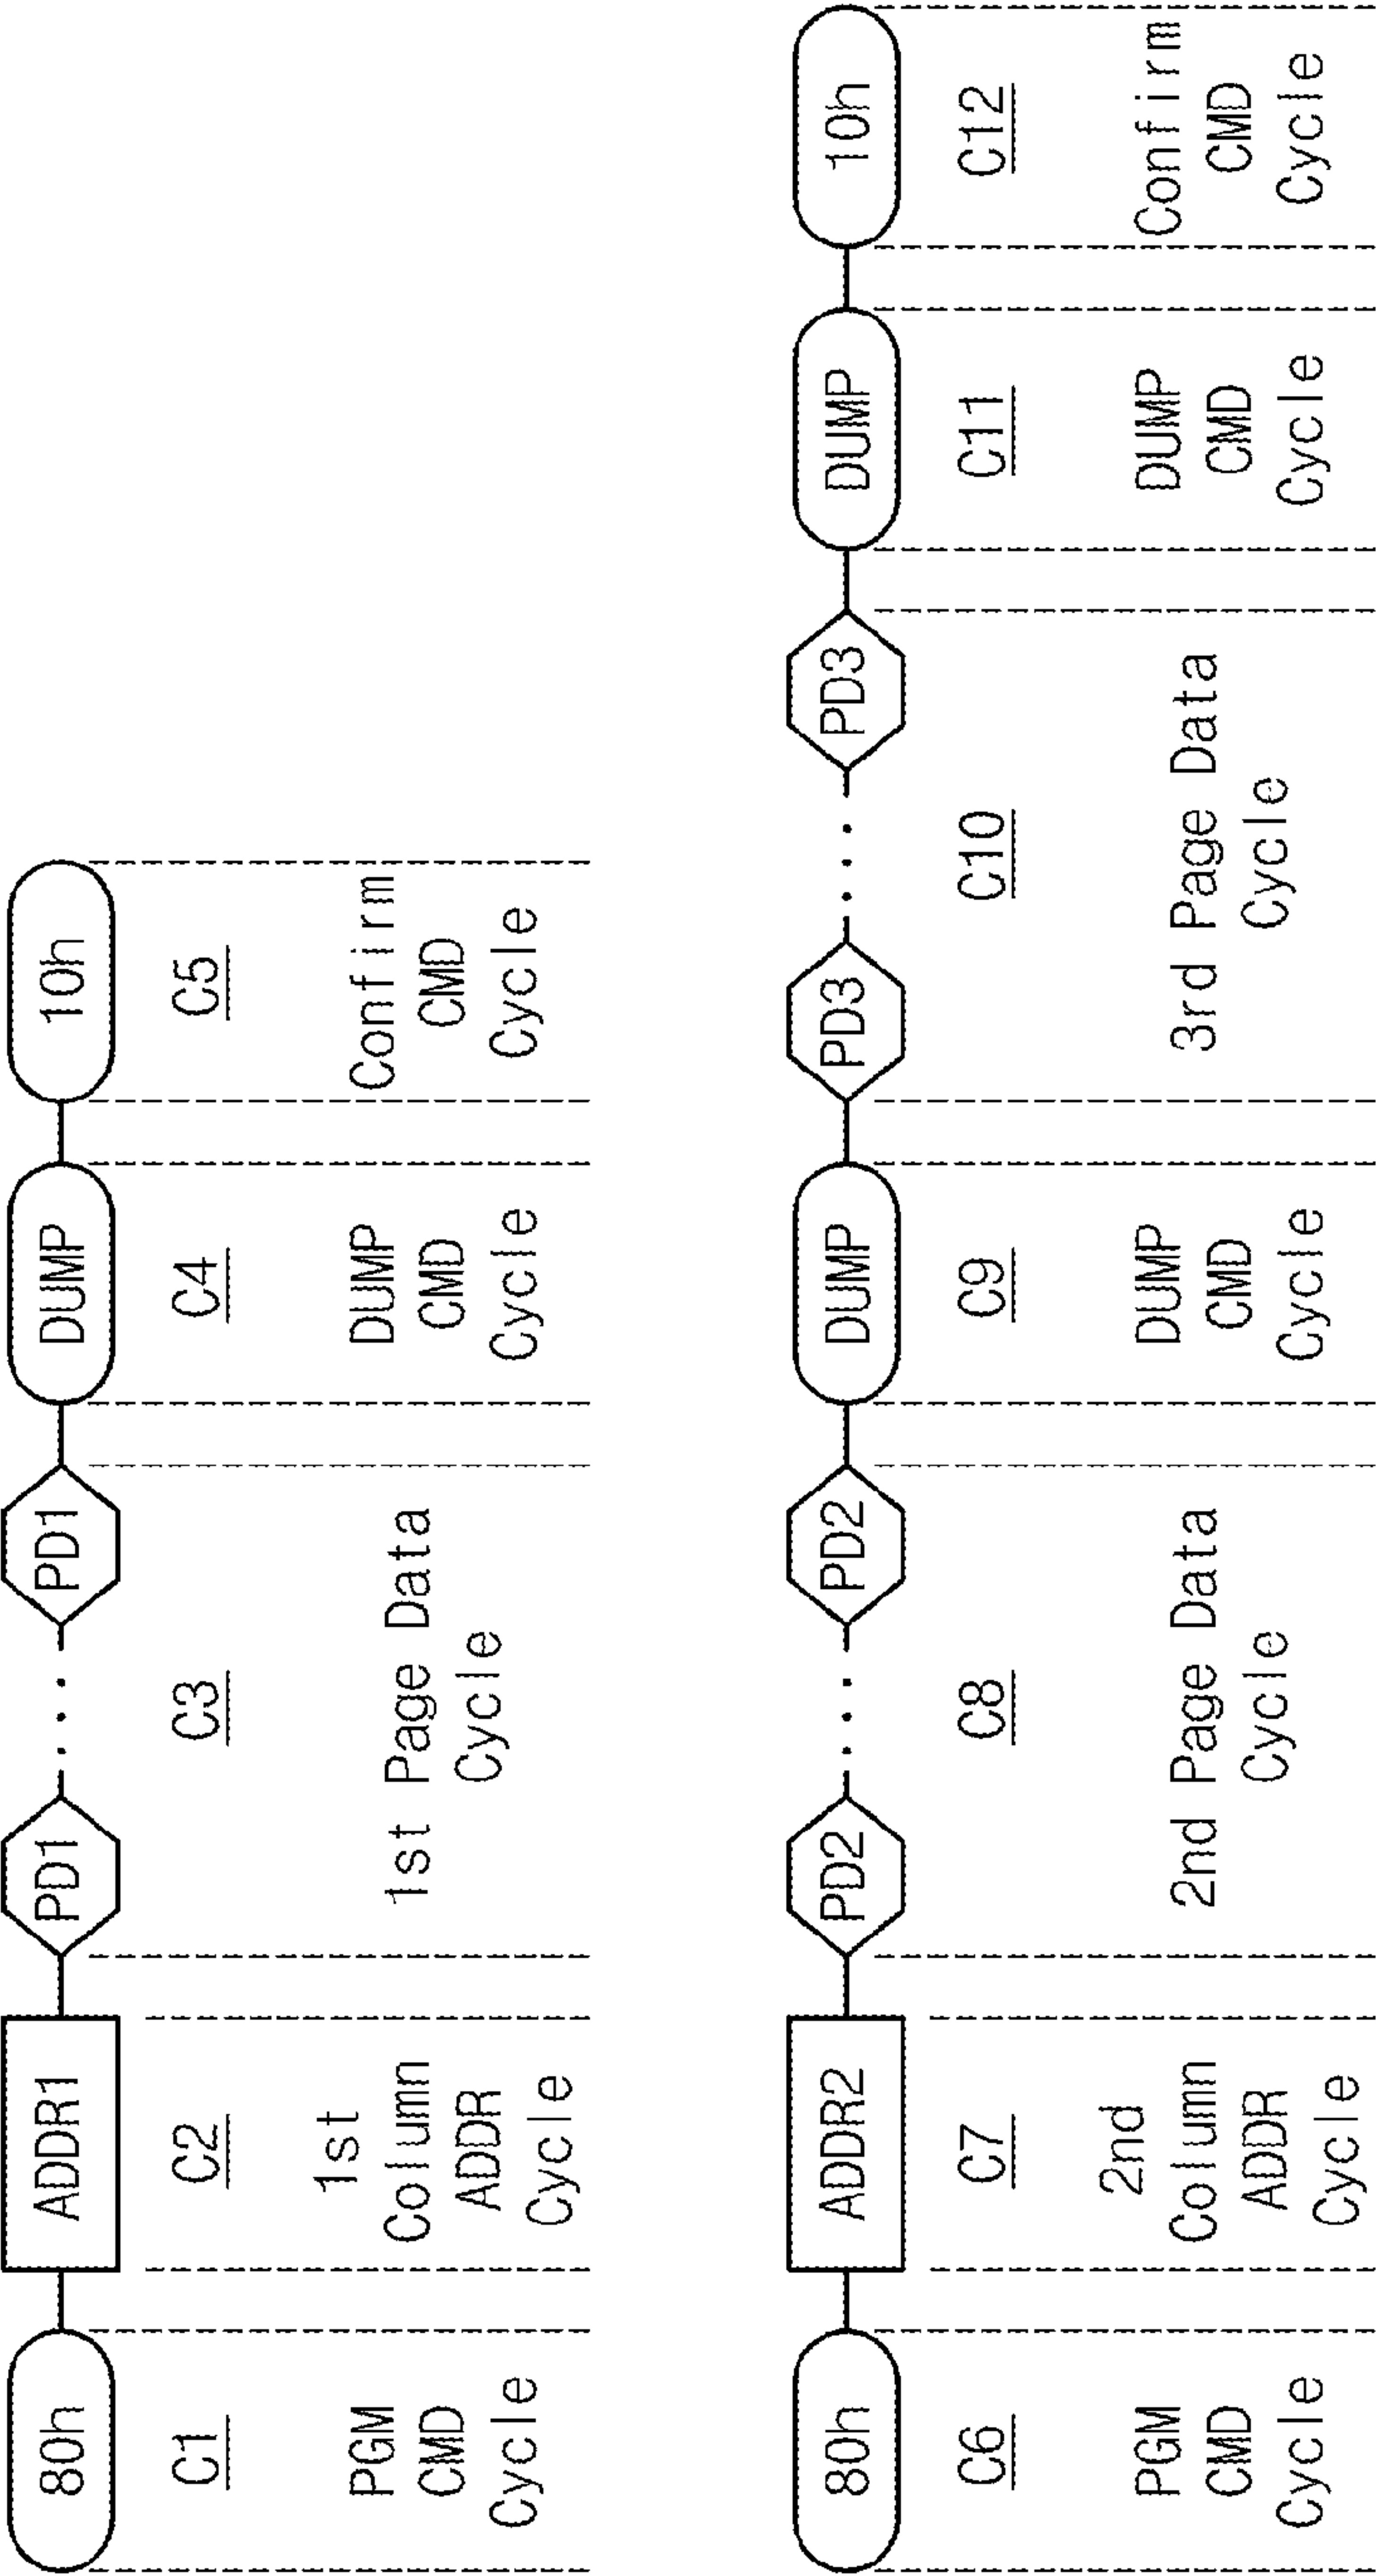 80h ADDR1 PD1 ... PD1 DUMP 10h
C1 C2 C3 C4 C5
PGM
CMD
Cycle
1st
Column
ADDR
Cycle
1st Page Data
Cycle
DUMP
CMD
Cycle
Confirm
CMD
Cycle
80h ADDR2 PD2 ... PD2 DUMP PD3 ... PD3 DUMP 10h
C6 C7 C8 C9 C10 C11 C12
PGM
CMD
Cycle
2nd
Column
ADDR
Cycle
2nd Page Data
Cycle
DUMP
CMD
Cycle
3rd Page Data
Cycle
DUMP
CMD
Cycle
Confirm
CMD
Cycle